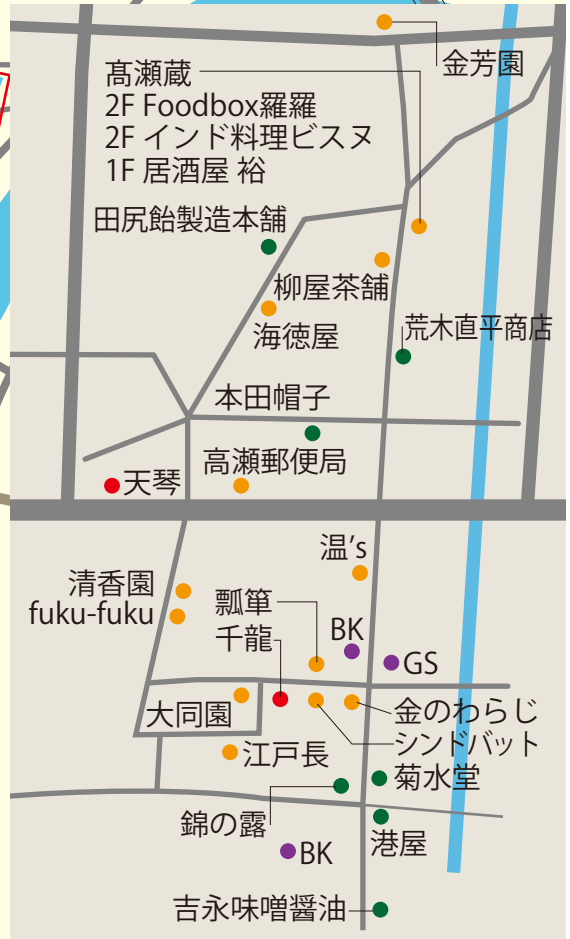 金芳園
髙瀬蔵
2F Foodbox羅羅
2F インド料理ビスヌ
1F 居酒屋 裕
田尻飴製造本舗
柳屋茶舗
海徳屋
荒木直平商店
本田帽子
高瀬郵便局
天琴
温's
清香園
fuku-fuku
瓢箪
千龍
BK
GS
大同園
金のわらじ
シンドバット
江戸長
菊水堂
錦の露
港屋
BK
吉永味噌醤油